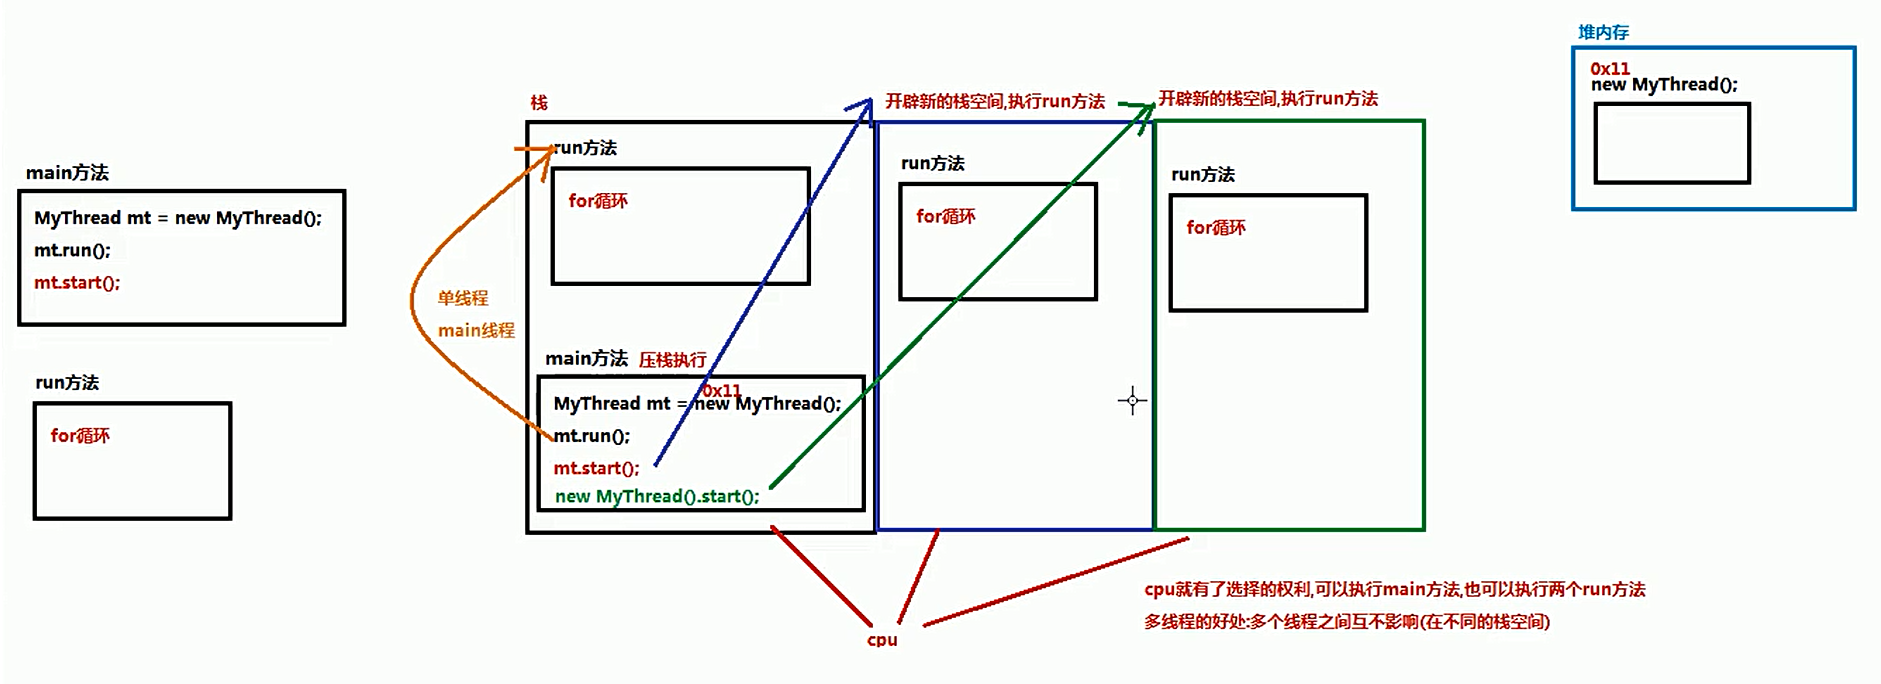 堆内存
0x11
new MyThread();
栈
开辟新的栈空间,执行run方法
开辟新的栈空间,执行run方法
main方法
MyThread mt = new MyThread();
mt.run();
mt.start();
run方法
for循环
run方法
for循环
单线程
main线程
main方法 压栈执行
0x11
MyThread mt = new MyThread();
mt.run();
mt.start();
new MyThread().start();
run方法
for循环
run方法
for循环
cpu
cpu就有了选择的权利,可以执行main方法,也可以执行两个run方法
多线程的好处:多个线程之间互不影响(在不同的栈空间)